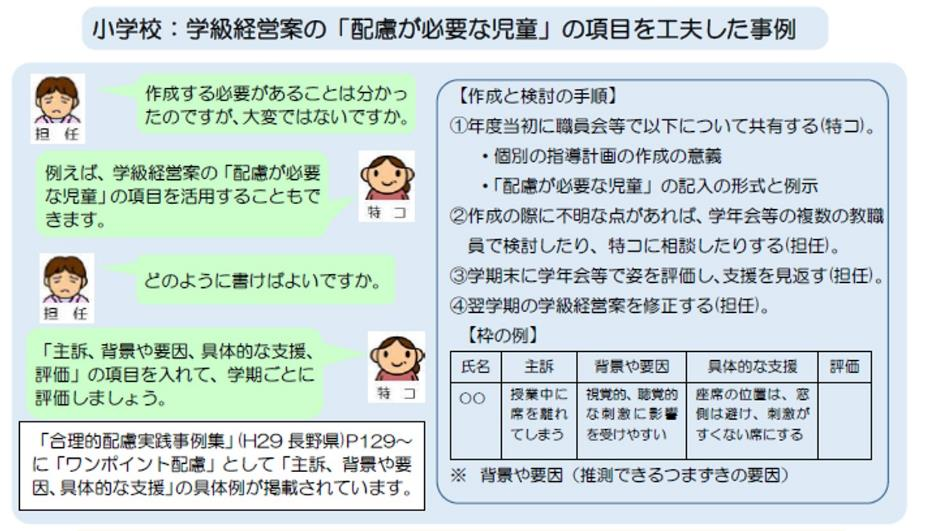 小学校：学級経営案の「配慮が必要な児童」の項目を工夫した事例
担 任
作成する必要があることは分かっ
たのですが、大変ではないですか。
例えば、学級経営案の「配慮が必要
な児童」の項目を活用することもで
きます。
特 コ
担 任
どのように書けばよいですか。
「主訴、背景や要因、具体的な支援、
評価」の項目を入れて、学期ごとに
評価しましょう。
特 コ
「合理的配慮実践事例集」(H29 長野県)P129～
に「ワンポイント配慮」として「主訴、背景や要
因、具体的な支援」の具体例が掲載されています。
【作成と検討の手順】
①年度当初に職員会等で以下について共有する(特コ)。
・個別の指導計画の作成の意義
・「配慮が必要な児童」の記入の形式と例示
②作成の際に不明な点があれば、学年会等の複数の教職
員で検討したり、特コに相談したりする(担任)。
③学期末に学年会等で姿を評価し、支援を見返す(担任)。
④翌学期の学級経営案を修正する(担任)。
【枠の例】
氏名 主訴 背景や要因 具体的な支援 評価
○○
授業中に
席を離れ
てしまう
視覚的、聴覚的
な刺激に影響
を受けやすい
座席の位置は、窓
側は避け、刺激が
すくない席にする
※ 背景や要因（推測できるつまずきの要因）